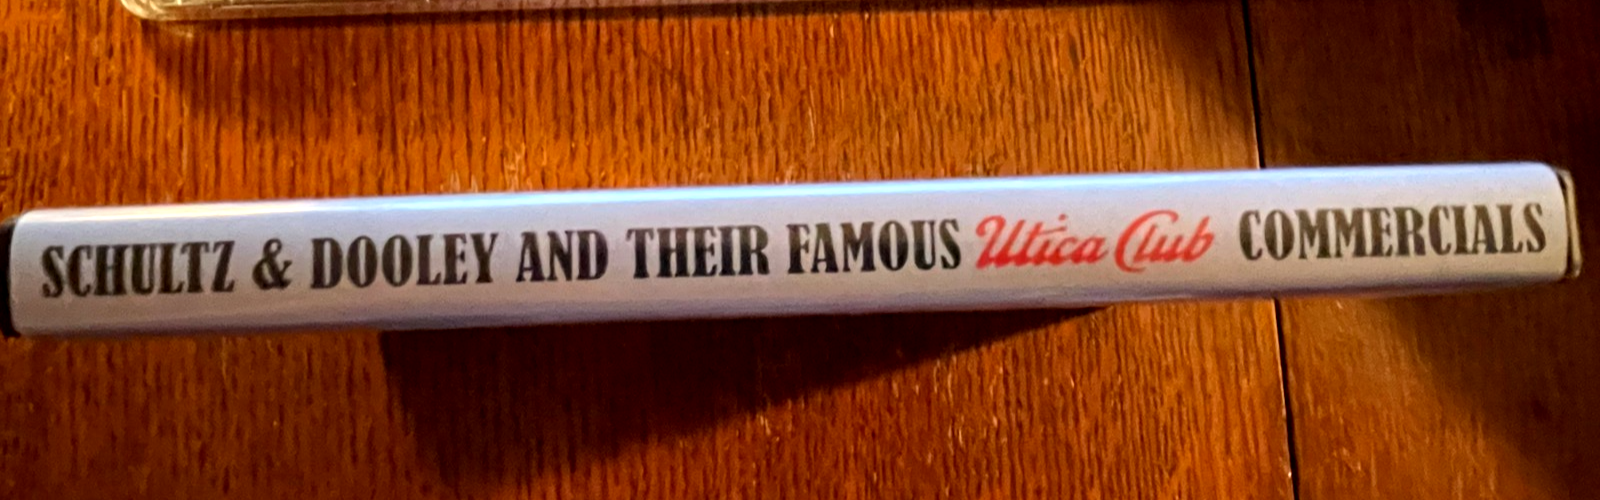 SCHULTZ & DOOLEY AND THEIR FAMOUS Utica Club COMMERCIALS